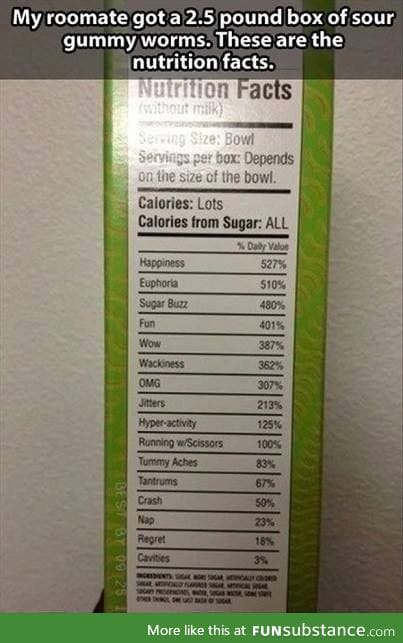 My roomate got a 2.5 pound box of sour
gummy worms. These are the
nutrition facts.
Nutrition Facts
(without milk)
Serving Size: Bowl
Servings per box: Depends
on the size of the bowl.
Calories: Lots
Calories from Sugar: ALL
% Daily Value
Happiness 527%
Euphoria 510%
Sugar Buzz 480%
Fun 401%
Wow 387%
Wackiness 362%
OMG 307%
Jitters 213%
Hyper-activity 125%
Running w/Scissors 100%
Tummy Aches 83%
Tantrums 67%
Crash 50%
Nap 23%
Regret 18%
Cavities 3%
INGREDIENTS: SUGAR, MORE SUGAR, ARTIFICIALLY COLORED
SUGAR, ARTIFICIALLY FLAVORED SUGAR, ARTIFICIAL SUGAR,
SUGARY PRESERVATIVES, WATER, SUGAR WATER, SOME STUFF
OTHER THINGS, ONE LAST DASH OF SUGAR.
BEST BY 09 25 1
More like this at FUNsubstance.com